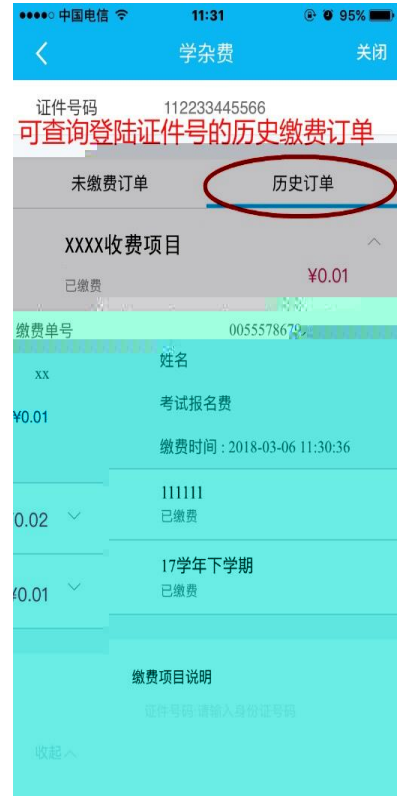 中国电信 11:31 95%
学杂费 关闭
证件号码 112233445566
可查询登陆证件号的历史缴费订单
未缴费订单 历史订单
XXXX收费项目
已缴费 ¥0.01
缴费单号 0055578679
xx 姓名
¥0.01 考试报名费
缴费时间 : 2018-03-06 11:30:36
111111
0.02 已缴费
17学年下学期
¥0.01 已缴费
缴费项目说明
证件号码:请输入身份证号码
收起